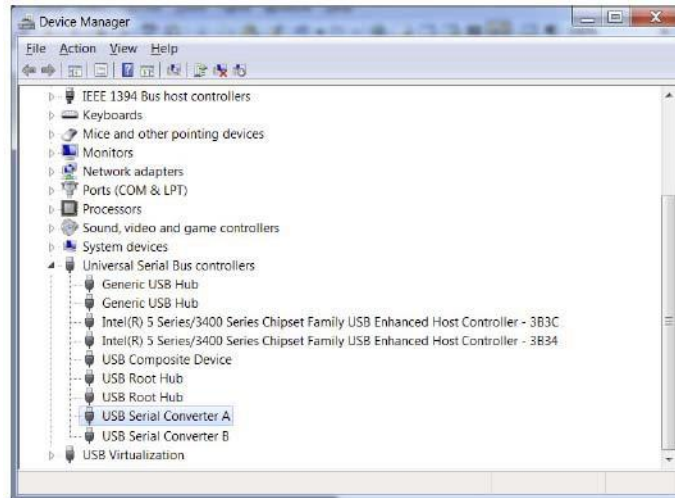 Device Manager
File Action View Help
IEEE 1394 Bus host controllers
Keyboards
Mice and other pointing devices
Monitors
Network adapters
Ports (COM & LPT)
Processors
Sound, video and game controllers
System devices
Universal Serial Bus controllers
Generic USB Hub
Generic USB Hub
Intel(R) 5 Series/3400 Series Chipset Family USB Enhanced Host Controller - 3B3C
Intel(R) 5 Series/3400 Series Chipset Family USB Enhanced Host Controller - 3B34
USB Composite Device
USB Root Hub
USB Root Hub
USB Serial Converter A
USB Serial Converter B
USB Virtualization